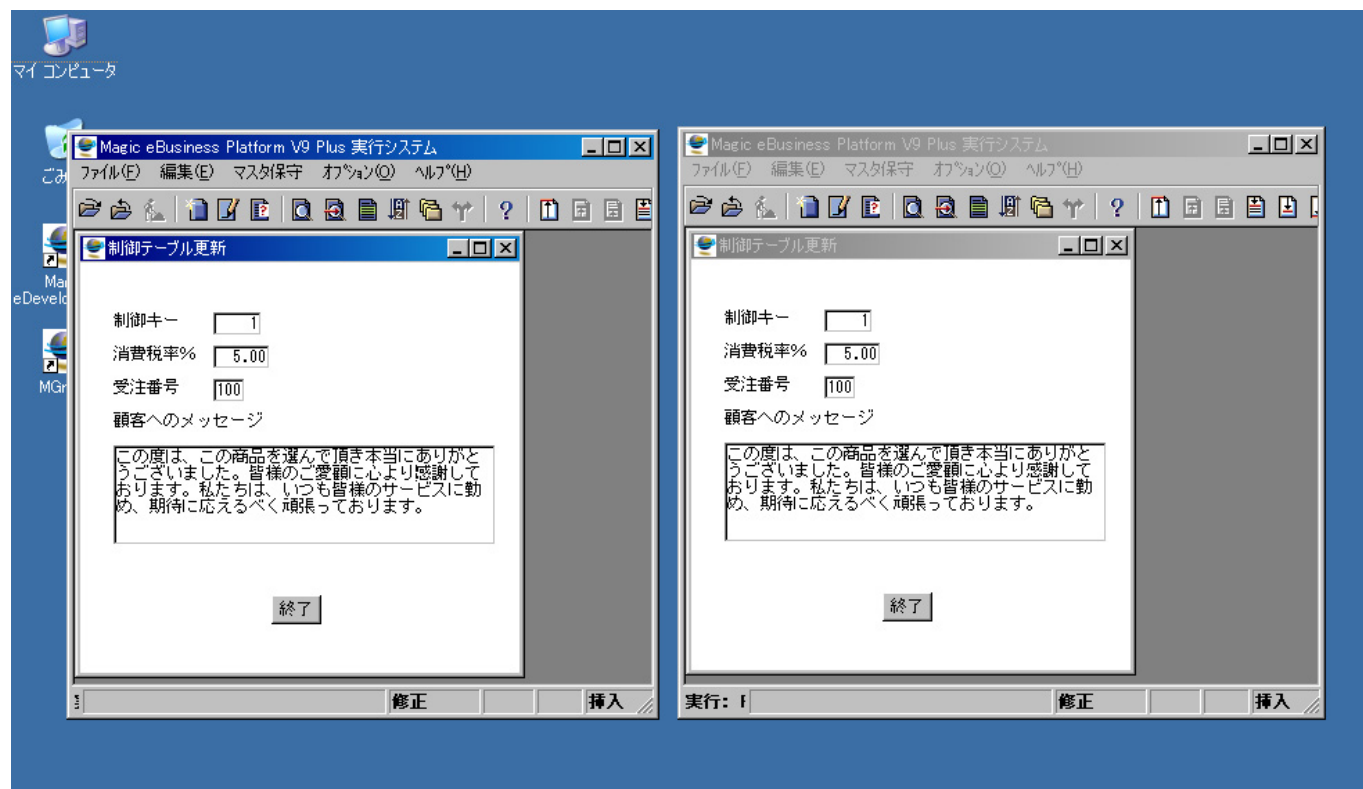 マイ コンピュータ
ごみ
Ma
eDevelo
MGr
Magic eBusiness Platform V9 Plus 実行システム
ファイル(F) 編集(E) マスタ保守 オプション(O) ヘルプ(H)
制御テーブル更新
制御キー 1
消費税率% 5.00
受注番号 100
顧客へのメッセージ
この度は、この商品を選んで頂き本当にありがと
うございました。皆様のご愛顧に心より感謝して
おります。私たちは、いつも皆様のサービスに勤
め、期待に応えるべく頑張っております。
終了
修正 挿入
Magic eBusiness Platform V9 Plus 実行システム
ファイル(F) 編集(E) マスタ保守 オプション(O) ヘルプ(H)
制御テーブル更新
制御キー 1
消費税率% 5.00
受注番号 100
顧客へのメッセージ
この度は、この商品を選んで頂き本当にありがと
うございました。皆様のご愛顧に心より感謝して
おります。私たちは、いつも皆様のサービスに勤
め、期待に応えるべく頑張っております。
終了
実行: 修正 挿入